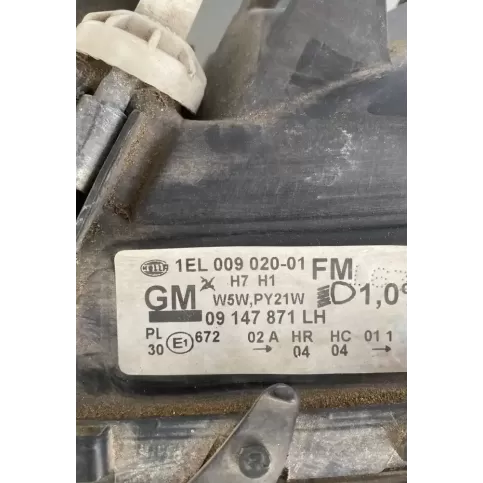 1EL 009 020-01 FM
H7 H1
GM W5W,PY21W 1,0°
09 147 871 LH
PL E1 672 02 A HR HC 01 1
30 → 04 04 →